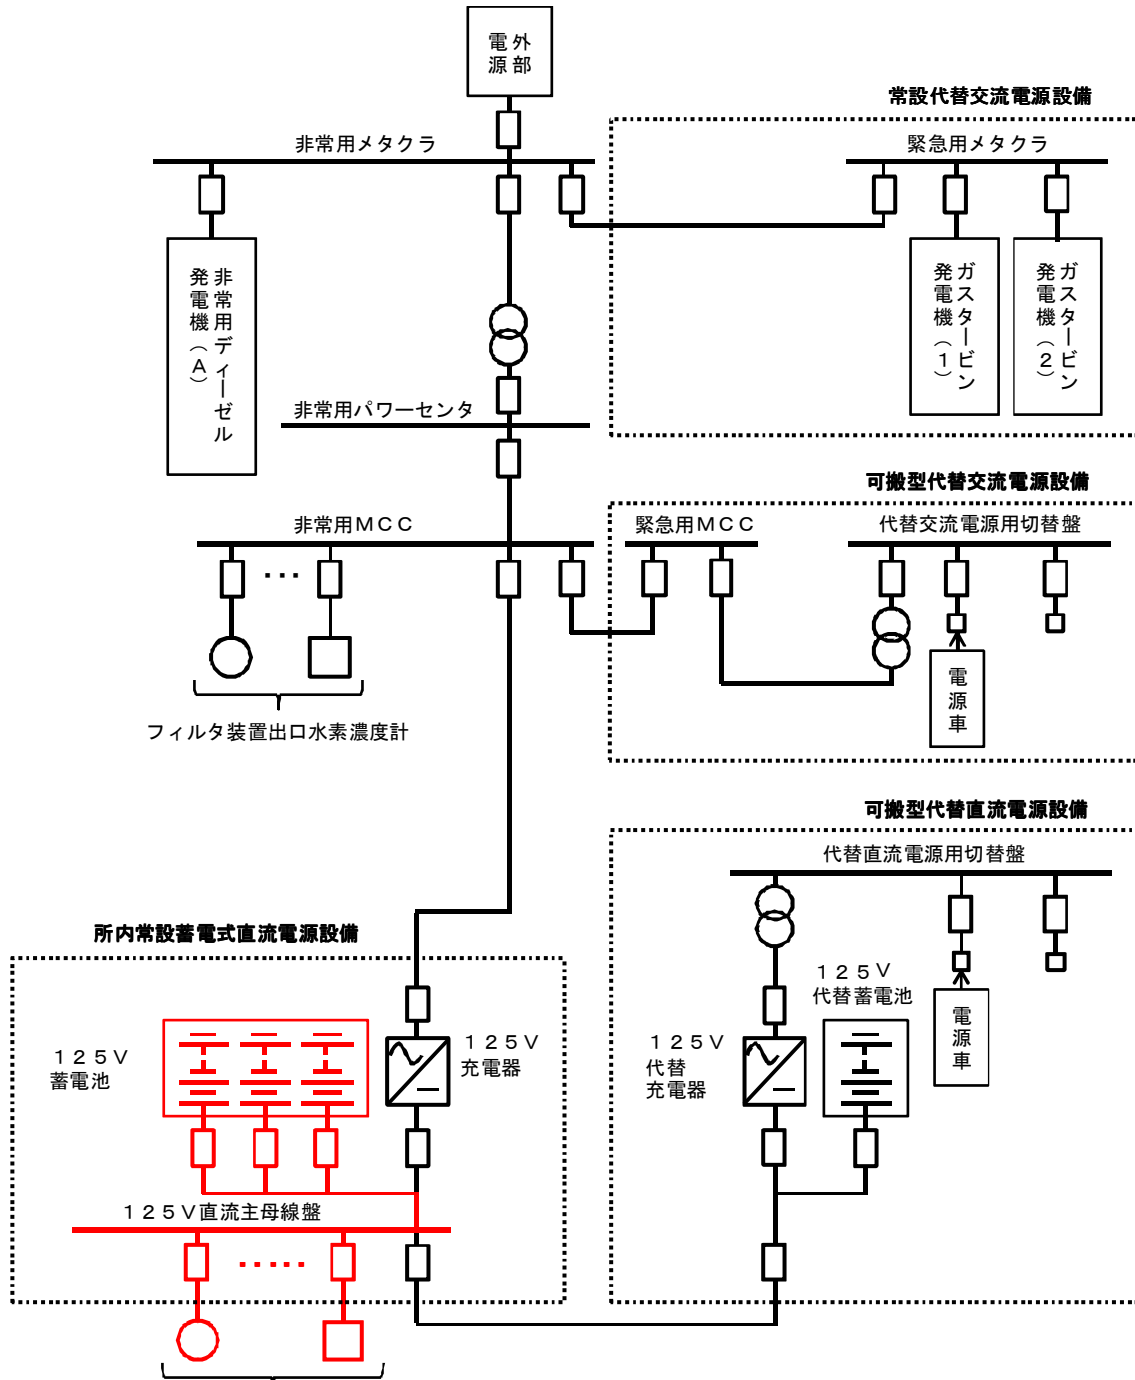 外部
電源
常設代替交流電源設備
非常用メタクラ
緊急用メタクラ
非常用ディーゼル
発電機(A)
ガスタービン
発電機(1)
ガスタービン
発電機(2)
非常用パワーセンタ
可搬型代替交流電源設備
非常用MCC
緊急用MCC
代替交流電源用切替盤
電源車
フィルタ装置出口水素濃度計
可搬型代替直流電源設備
代替直流電源用切替盤
所内常設蓄電式直流電源設備
125V
代替蓄電池
電源車
125V
蓄電池
125V
充電器
125V
代替
充電器
125V直流主母線盤